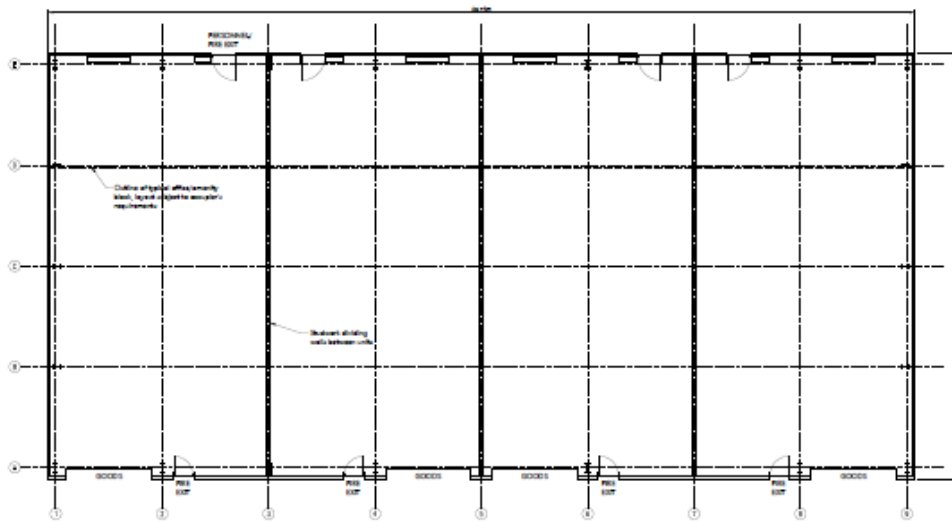 PERSONNEL/
FIRE EXIT
E
D
Outline of typical office/amenity
block, layout subject to occupier's
requirements
C
Studwork dividing
walls between units
B
A
GOODS
FIRE
EXIT
FIRE
EXIT
GOODS
GOODS
FIRE
EXIT
FIRE
EXIT
GOODS
1
2
3
4
5
6
7
8
9